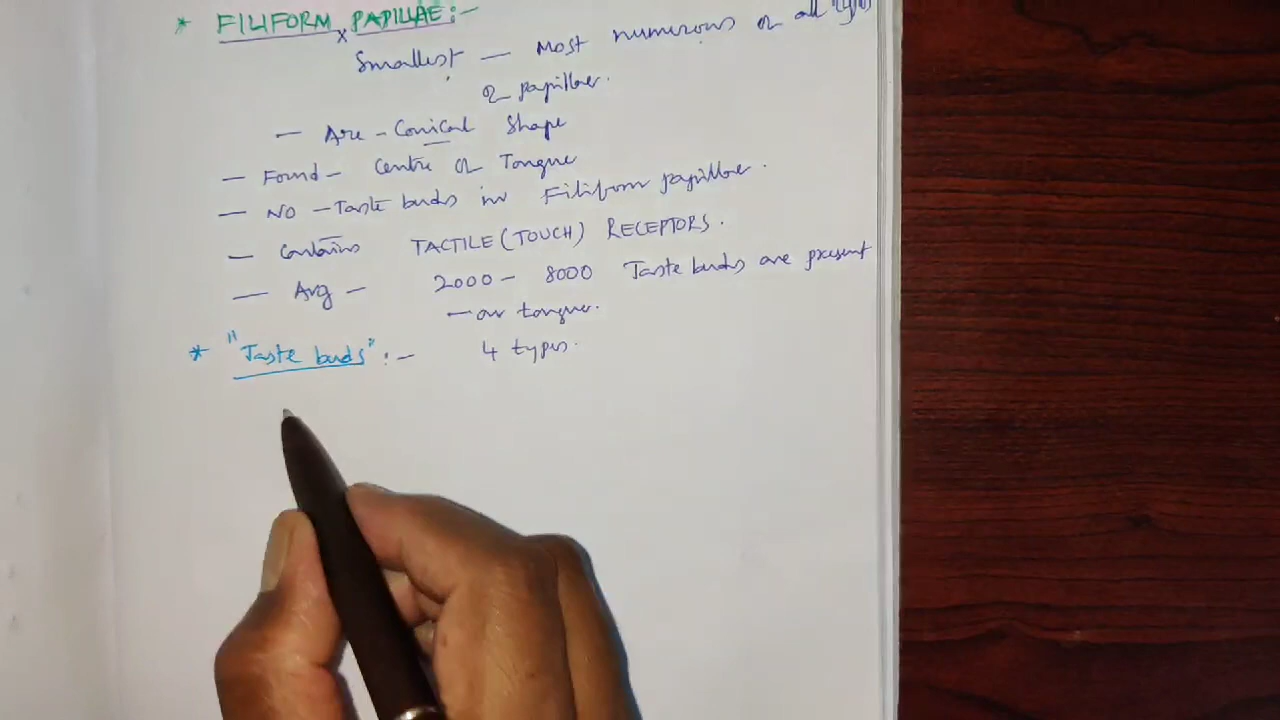 * FILIFORM PAPILLAE:-
x
Smallest — Most numerous of all types
of papillae.
— Are - Conical Shape
— Found - Centre of Tongue
— NO - Taste buds in Filiform papillae.
— Contains TACTILE (TOUCH) RECEPTORS.
— Avg — 2000 - 8000 Taste buds are present
— on tongue.
* "Taste buds" :- 4 types.